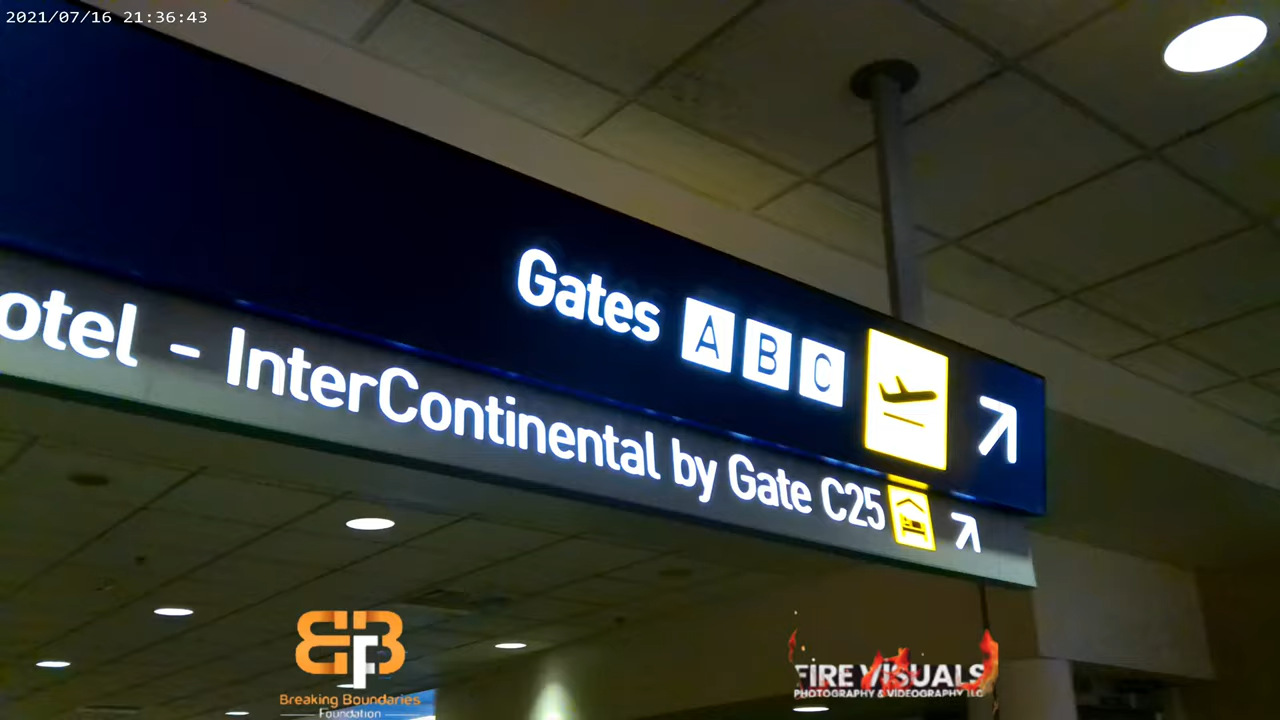 2021/07/16 21:36:43
Gates A B C
otel - InterContinental by Gate C25
BBF
Breaking Boundaries
Foundation
FIRE VISUALS
PHOTOGRAPHY & VIDEOGRAPHY LLC